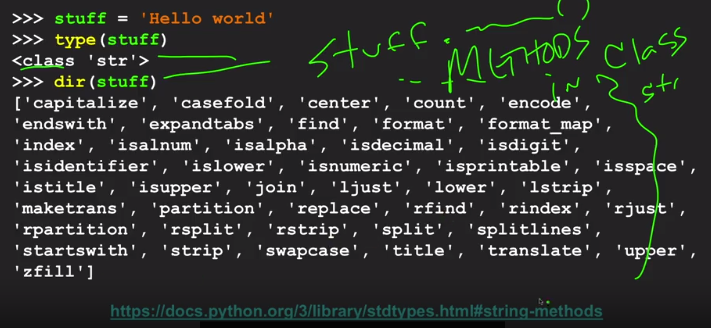 >>> stuff = 'Hello world'
>>> type(stuff)
<class 'str'>
>>> dir(stuff)
['capitalize', 'casefold', 'center', 'count', 'encode',
'endswith', 'expandtabs', 'find', 'format', 'format_map',
'index', 'isalnum', 'isalpha', 'isdecimal', 'isdigit',
'isidentifier', 'islower', 'isnumeric', 'isprintable', 'isspace',
'istitle', 'isupper', 'join', 'ljust', 'lower', 'lstrip',
'maketrans', 'partition', 'replace', 'rfind', 'rindex', 'rjust',
'rpartition', 'rsplit', 'rstrip', 'split', 'splitlines',
'startswith', 'strip', 'swapcase', 'title', 'translate', 'upper',
'zfill']
stuff. ()
METHODS class
in str
https://docs.python.org/3/library/stdtypes.html#string-methods